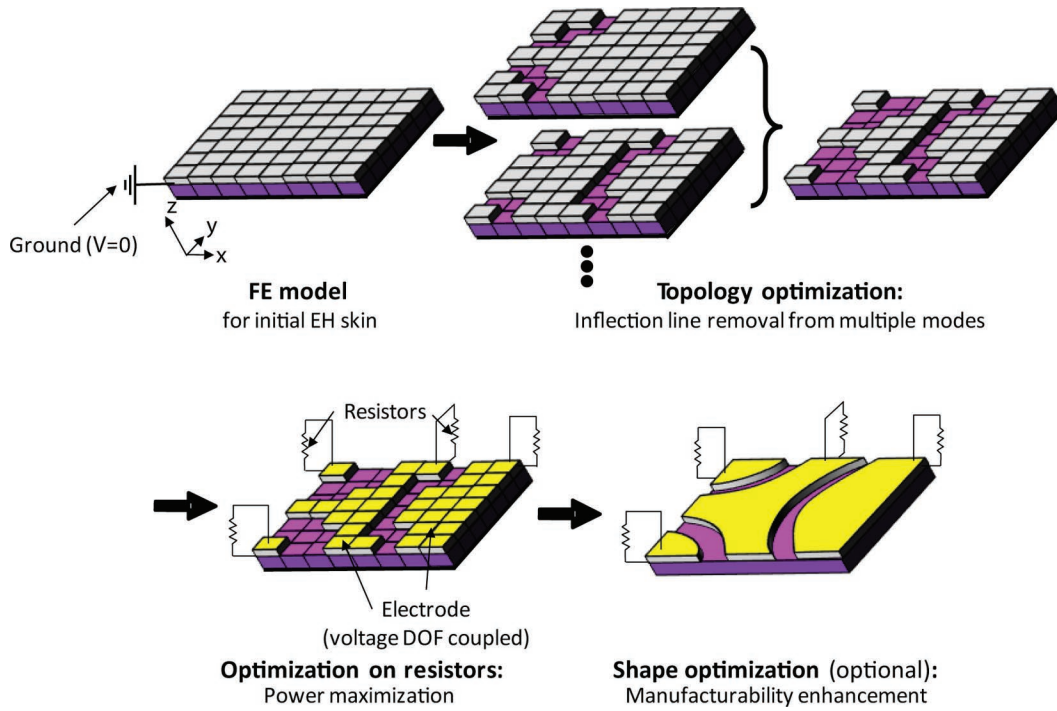 z
y
x
Ground (V=0)
FE model
for initial EH skin
Topology optimization:
Inflection line removal from multiple modes
Resistors
Electrode
(voltage DOF coupled)
Optimization on resistors:
Power maximization
Shape optimization (optional):
Manufacturability enhancement